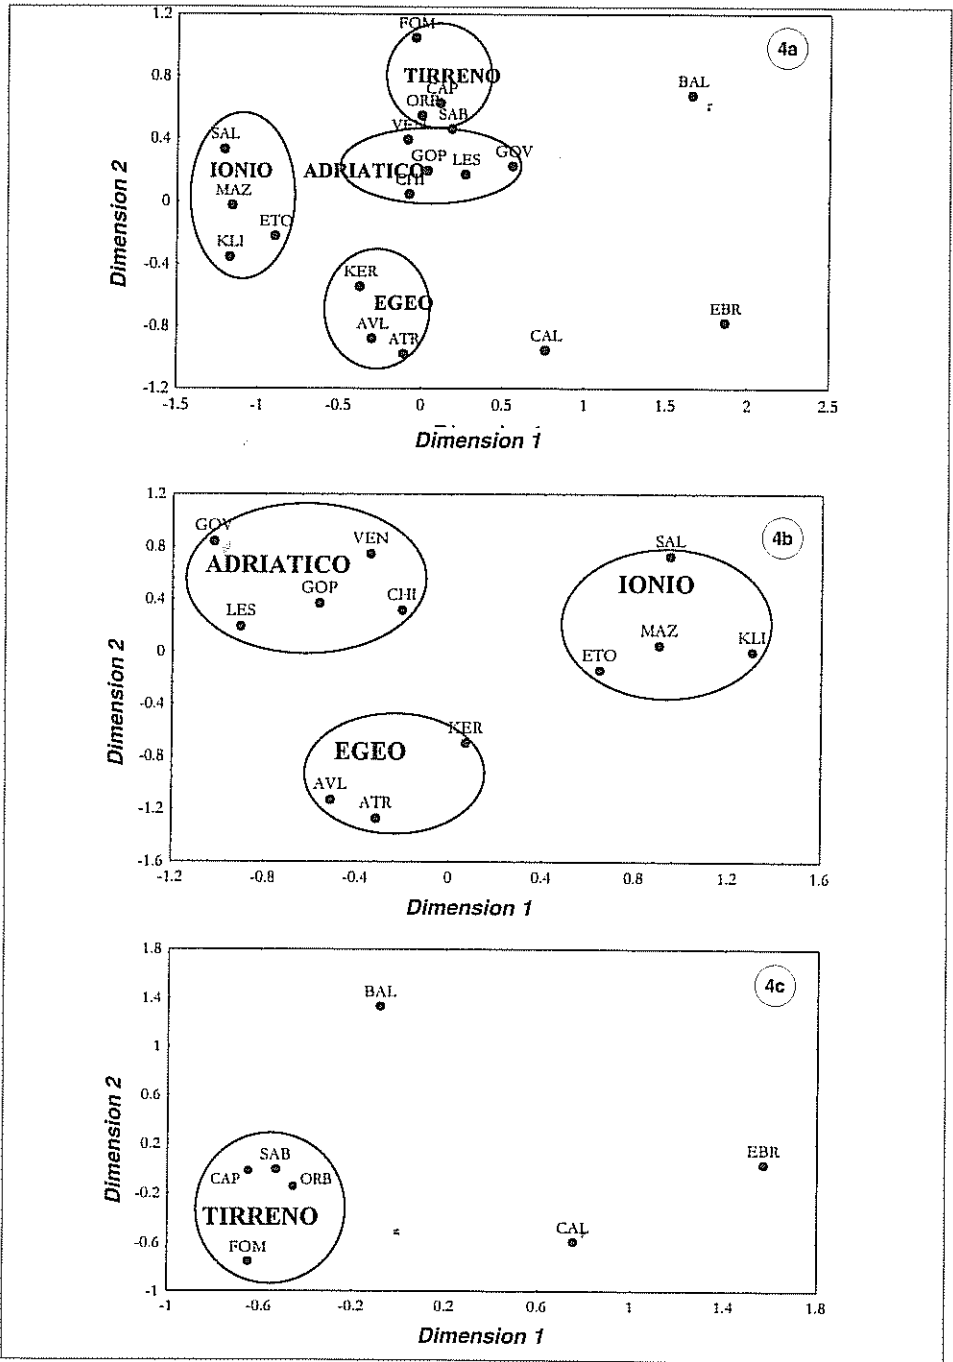 FOM
4a
1.2
TIRRENO
0.8
CAP
BAL
ORB
SAB
VEN
0.4
SAL
GOP
LES
GOV
IONIO
ADRIATICO
MAZ
CHI
0
ETO
KLI
-0.4
KER
EGEO
-0.8
AVL
ATR
CAL
EBR
-1.2
-1.5
-1
-0.5
0
0.5
1
1.5
2
2.5
Dimension 2
Dimension 1
1.2
GOV
VEN
4b
0.8
SAL
ADRIATICO
IONIO
GOP
CHI
0.4
LES
MAZ
KLI
0
ETO
-0.4
KER
EGEO
-0.8
AVL
ATR
-1.2
-1.6
-1.2
-0.8
-0.4
0
0.4
0.8
1.2
1.6
Dimension 2
Dimension 1
1.8
4c
BAL
1.4
1
0.6
0.2
SAB
EBR
CAP
ORB
-0.2
TIRRENO
CAL
-0.6
FOM
-1
-1
-0.6
-0.2
0.2
0.6
1
1.4
1.8
Dimension 2
Dimension 1